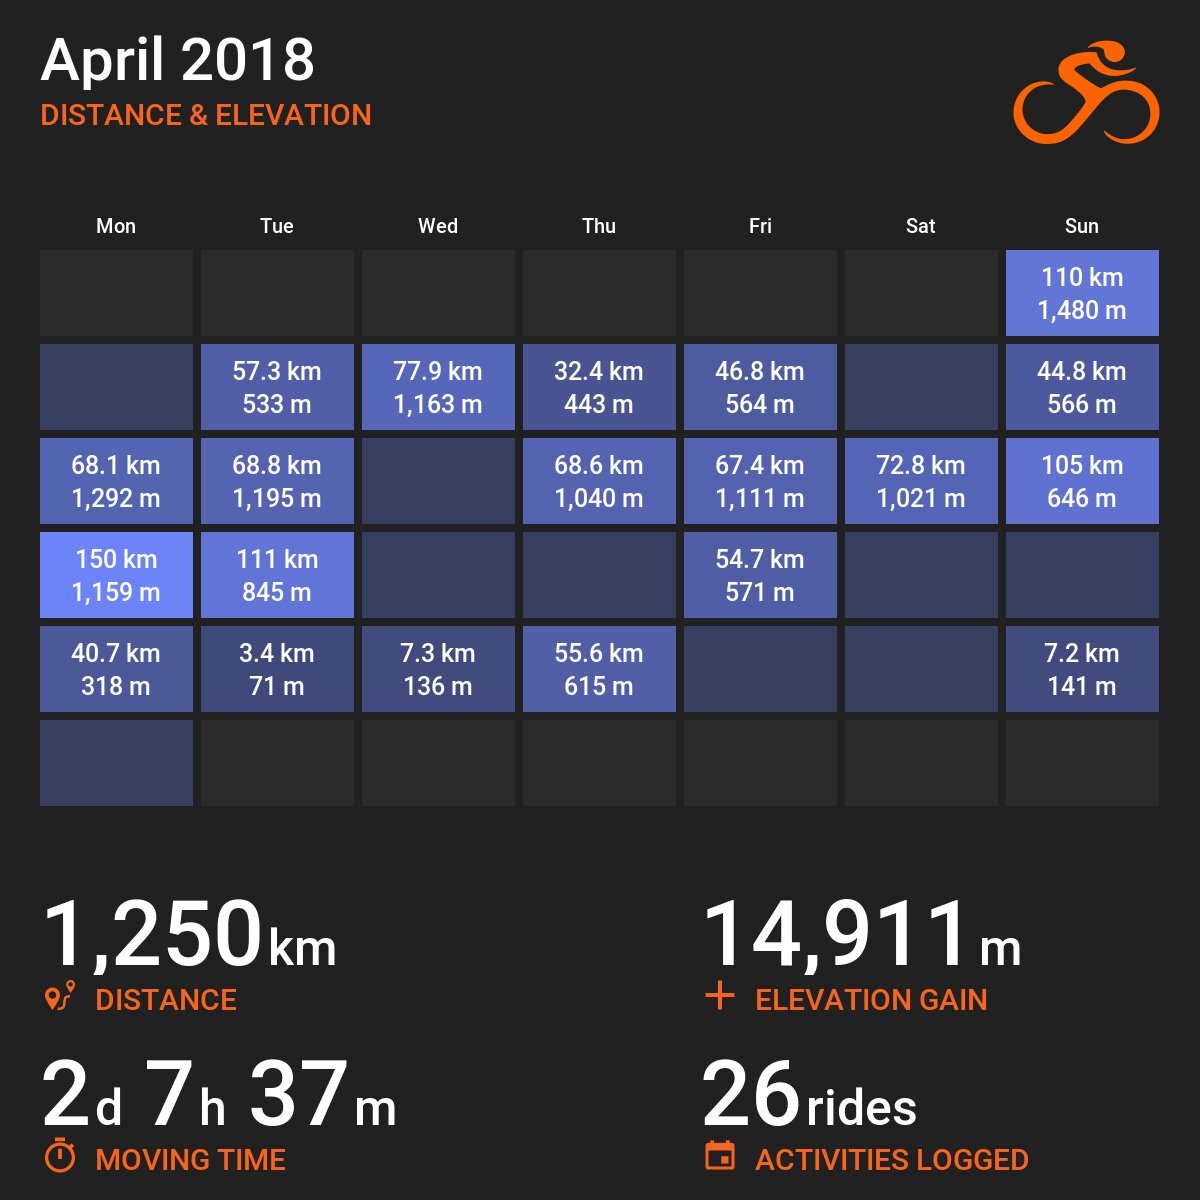 April 2018
DISTANCE & ELEVATION
Mon Tue Wed Thu Fri Sat Sun
110 km
1,480 m
57.3 km 77.9 km 32.4 km 46.8 km 44.8 km
533 m 1,163 m 443 m 564 m 566 m
68.1 km 68.8 km 68.6 km 67.4 km 72.8 km 105 km
1,292 m 1,195 m 1,040 m 1,111 m 1,021 m 646 m
150 km 111 km 54.7 km
1,159 m 845 m 571 m
40.7 km 3.4 km 7.3 km 55.6 km 7.2 km
318 m 71 m 136 m 615 m 141 m
1,250 km 14,911 m
DISTANCE ELEVATION GAIN
2 d 7 h 37 m 26 rides
MOVING TIME ACTIVITIES LOGGED